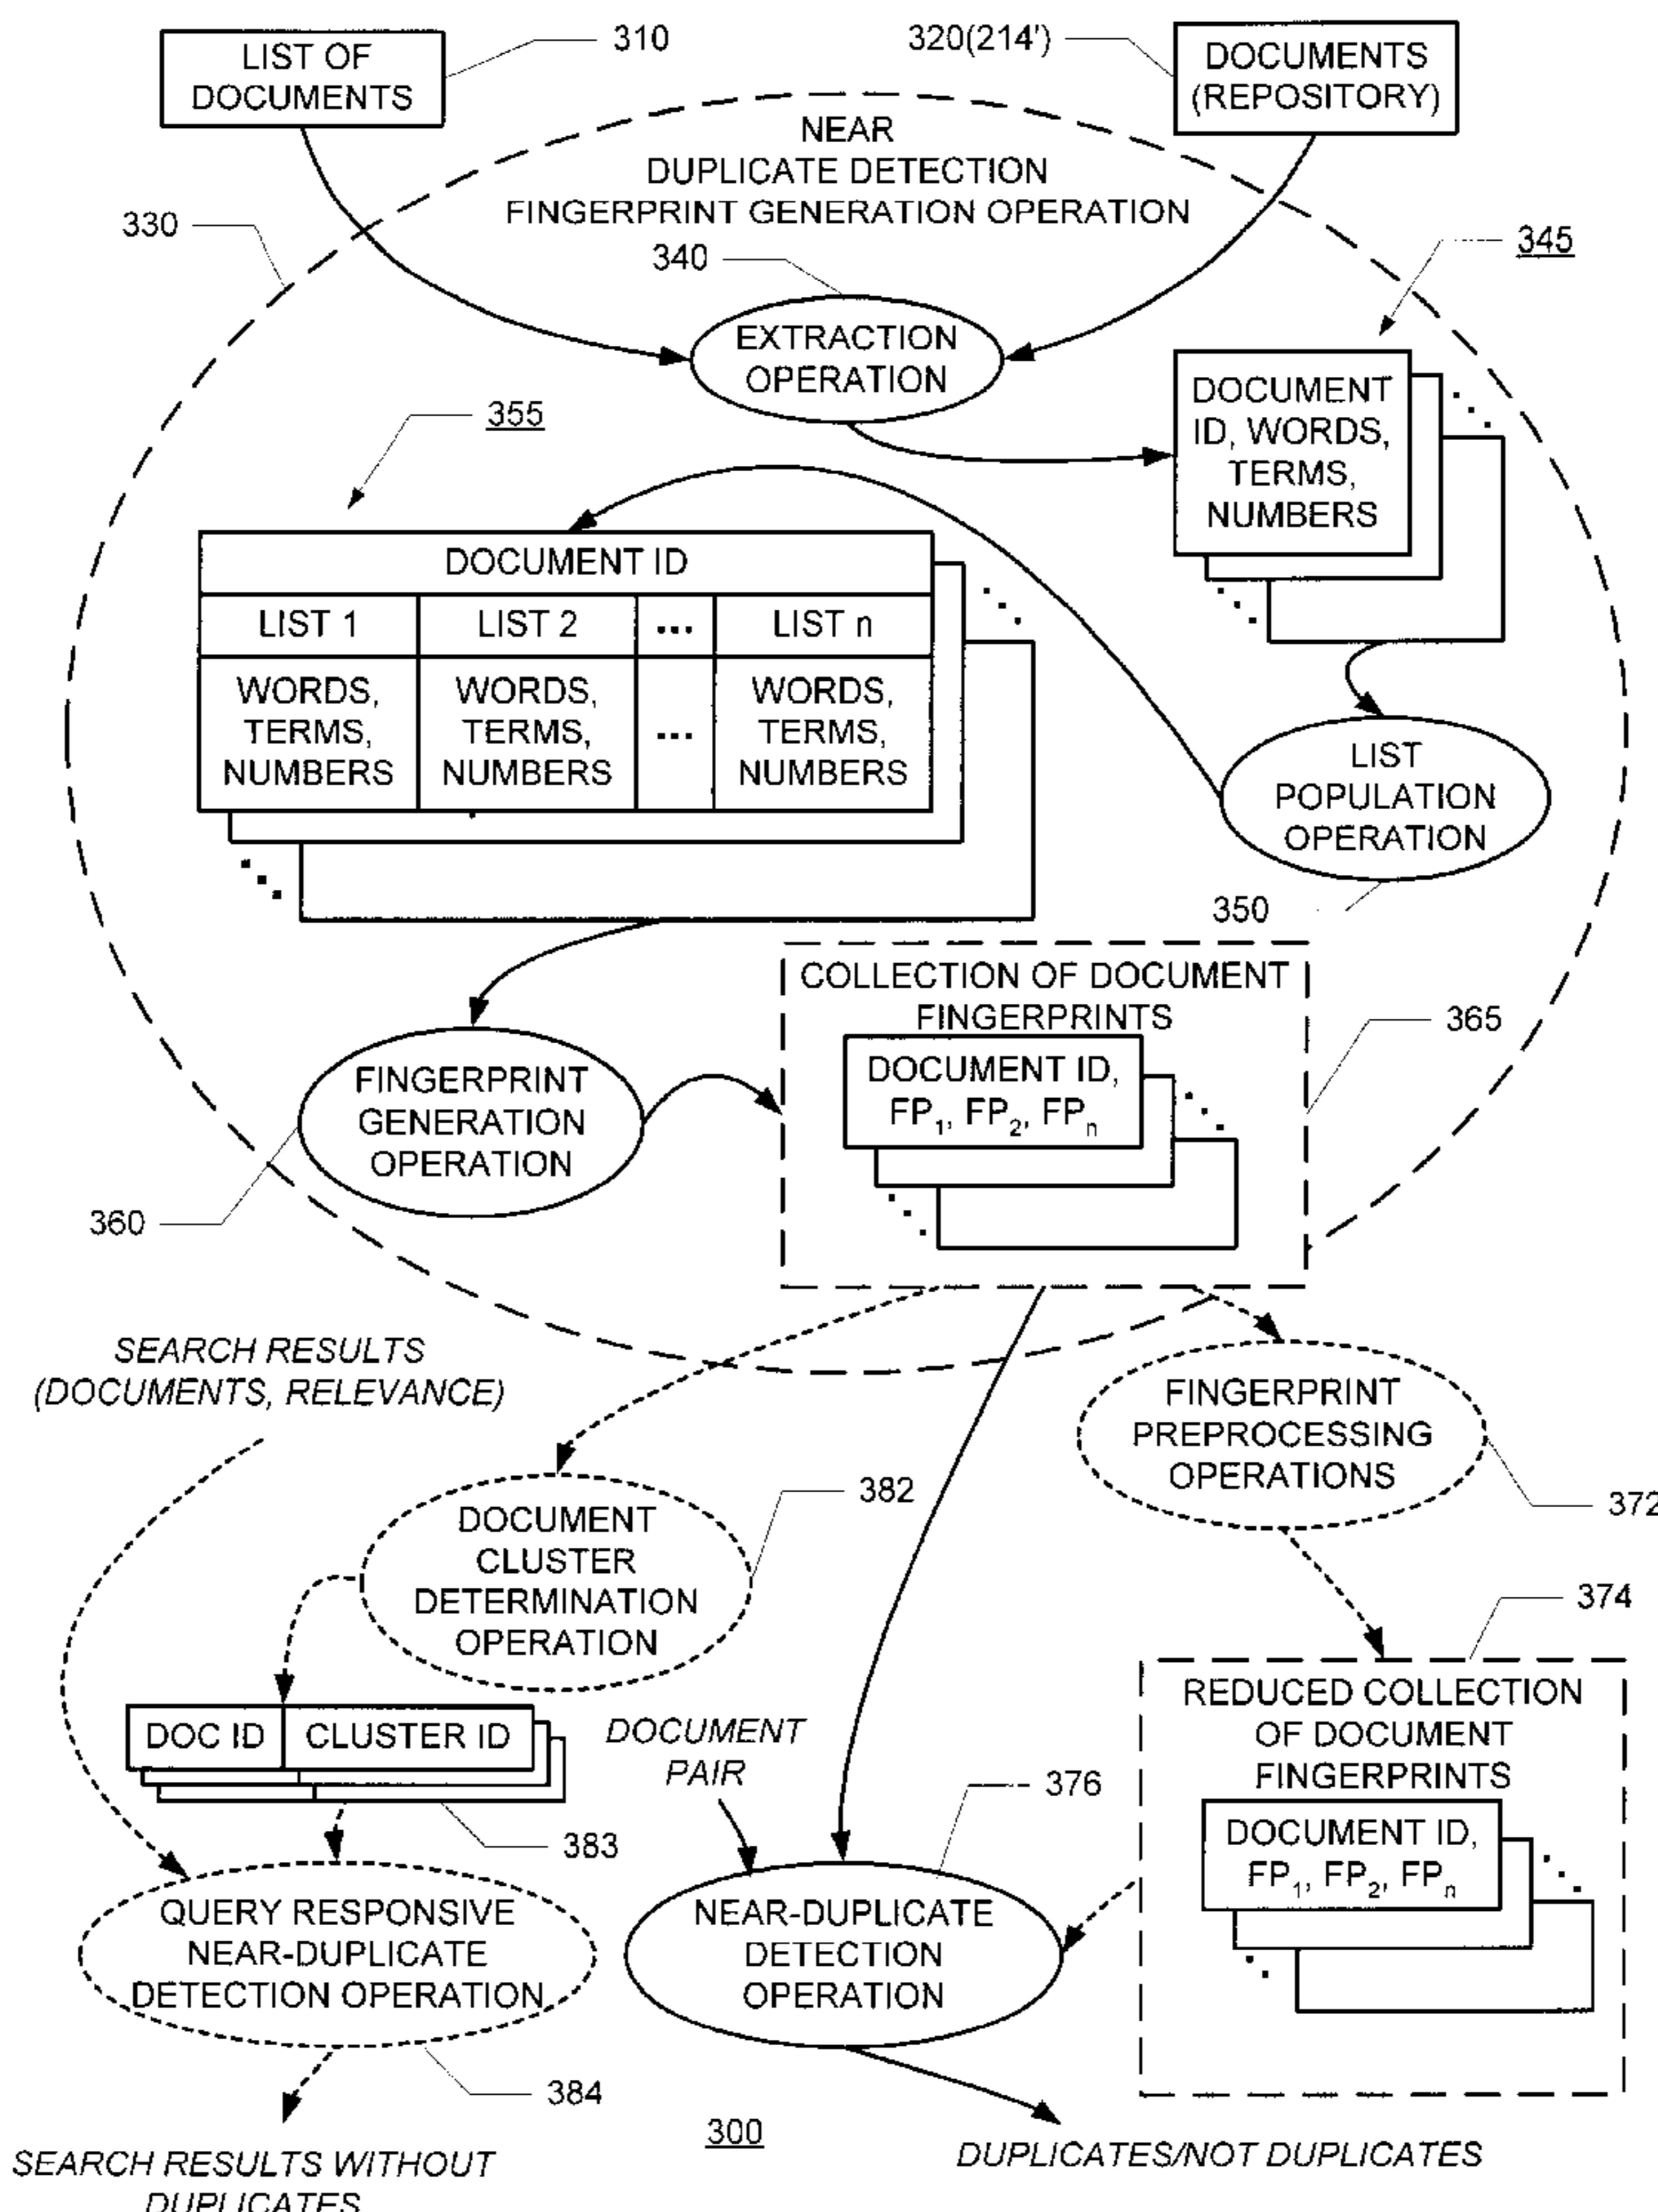 LIST OF
DOCUMENTS
310
320(214')
DOCUMENTS
(REPOSITORY)
NEAR
DUPLICATE DETECTION
FINGERPRINT GENERATION OPERATION
330
340
345
EXTRACTION
OPERATION
DOCUMENT
ID, WORDS,
TERMS,
NUMBERS
355
DOCUMENT ID
LIST 1
LIST 2
...
LIST n
WORDS,
TERMS,
NUMBERS
WORDS,
TERMS,
NUMBERS
...
WORDS,
TERMS,
NUMBERS
LIST
POPULATION
OPERATION
350
COLLECTION OF DOCUMENT
FINGERPRINTS
365
DOCUMENT ID,
FP1, FP2, FPn
FINGERPRINT
GENERATION
OPERATION
360
SEARCH RESULTS
(DOCUMENTS, RELEVANCE)
FINGERPRINT
PREPROCESSING
OPERATIONS
372
382
DOCUMENT
CLUSTER
DETERMINATION
OPERATION
374
REDUCED COLLECTION
OF DOCUMENT
FINGERPRINTS
DOCUMENT ID,
FP1, FP2, FPn
DOC ID
CLUSTER ID
DOCUMENT
PAIR
376
383
QUERY RESPONSIVE
NEAR-DUPLICATE
DETECTION OPERATION
NEAR-DUPLICATE
DETECTION
OPERATION
384
300
SEARCH RESULTS WITHOUT
DUPLICATES
DUPLICATES/NOT DUPLICATES